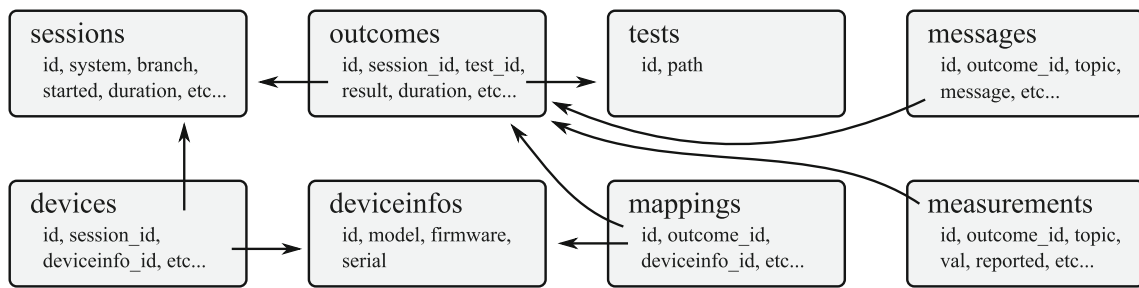 sessions
id, system, branch,
started, duration, etc...
outcomes
id, session_id, test_id,
result, duration, etc...
tests
id, path
messages
id, outcome_id, topic,
message, etc...
devices
id, session_id,
deviceinfo_id, etc...
deviceinfos
id, model, firmware,
serial
mappings
id, outcome_id,
deviceinfo_id, etc...
measurements
id, outcome_id, topic,
val, reported, etc...